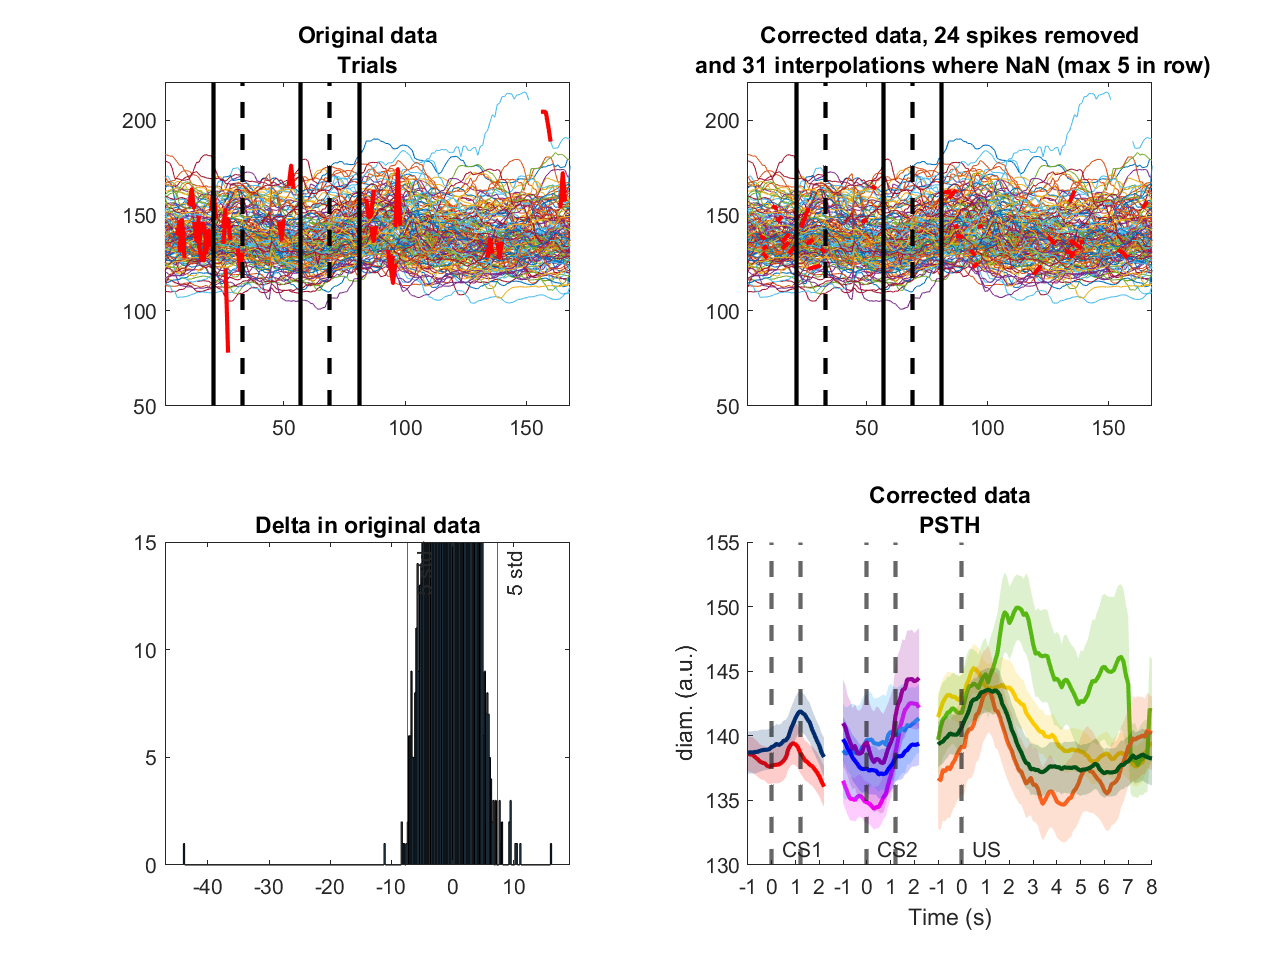 Original data
Trials
200
150
100
50
50
100
150
Corrected data, 24 spikes removed
and 31 interpolations where NaN (max 5 in row)
200
150
100
50
50
100
150
Delta in original data
15
10
5
0
5 std
5 std
-40
-30
-20
-10
0
10
Corrected data
PSTH
155
150
145
140
135
130
diam. (a.u.)
CS1
CS2
US
-1 0 1 2 -1 0 1 2 -1 0 1 2 3 4 5 6 7 8
Time (s)